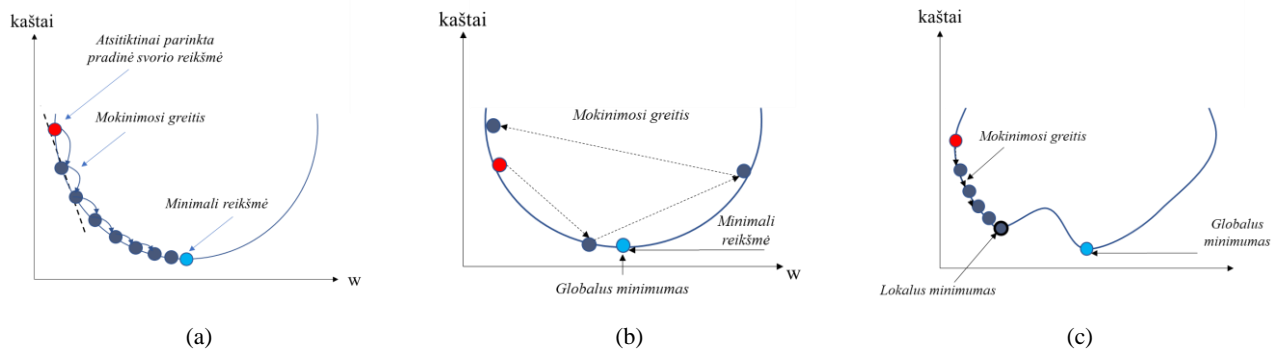 kaštai
Atsitiktinai parinkta
pradinė svorio reikšmė
Mokinimosi greitis
Minimali reikšmė
w
(a)
kaštai
Mokinimosi greitis
Minimali
reikšmė
w
Globalus minimumas
(b)
kaštai
Mokinimosi greitis
Globalus
minimumas
Lokalus minimumas
(c)